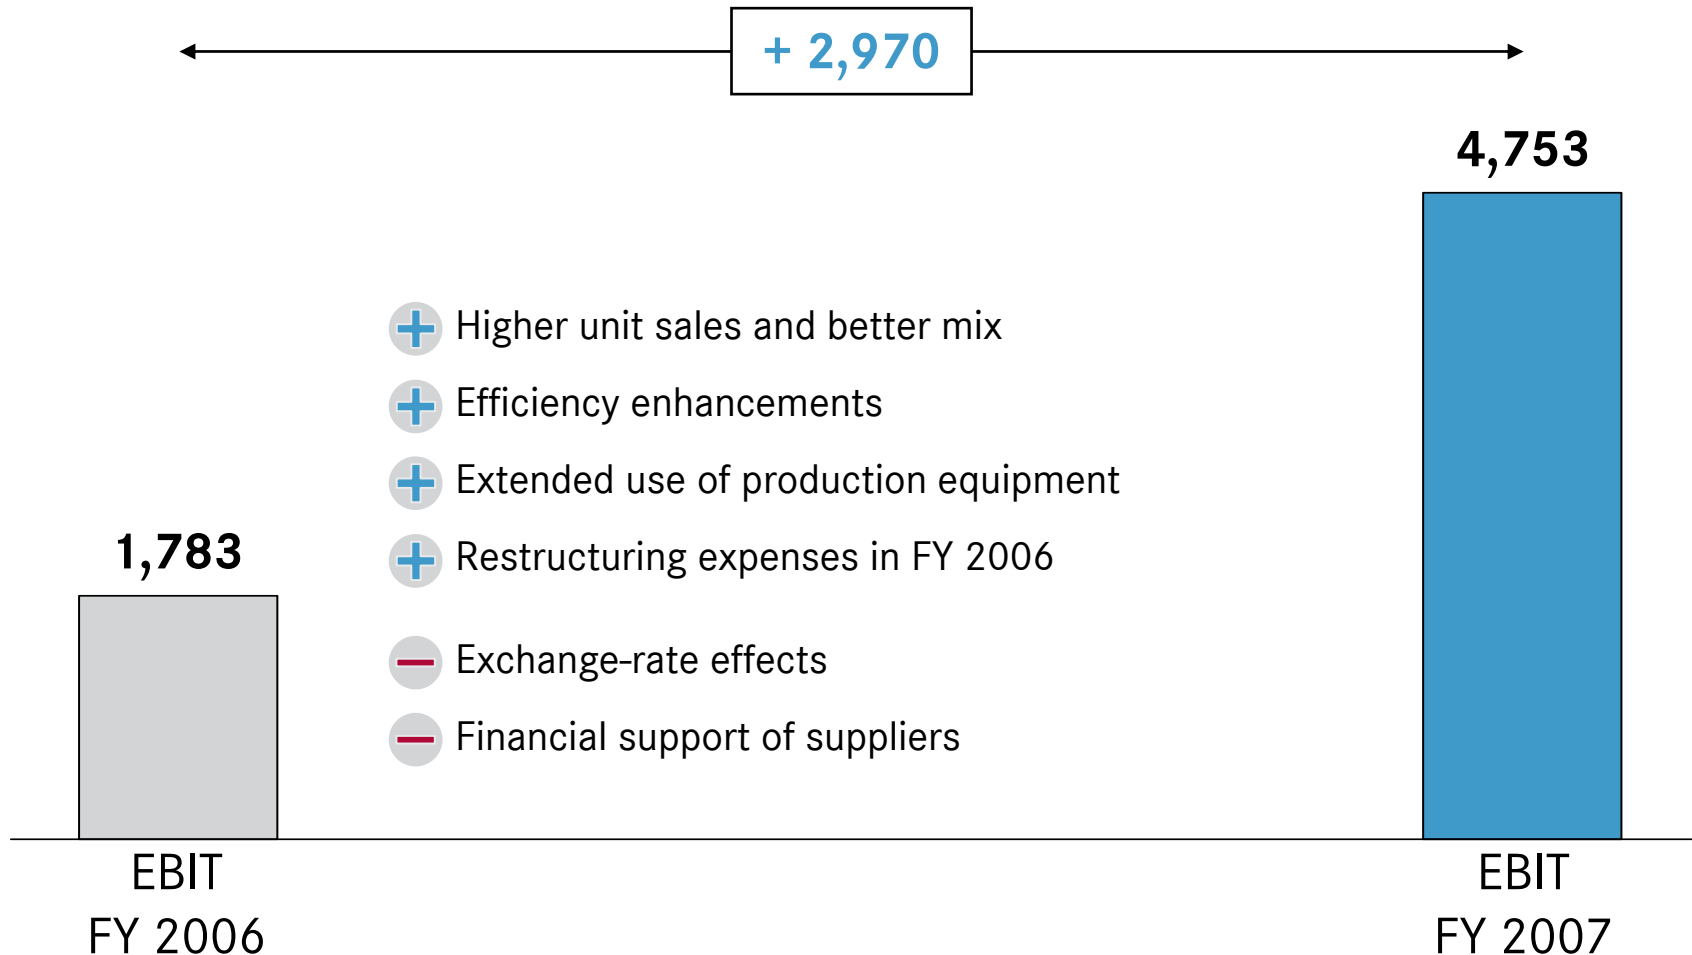 + 2,970
4,753
Higher unit sales and better mix
Efficiency enhancements
Extended use of production equipment
1,783
Restructuring expenses in FY 2006
Exchange-rate effects
Financial support of suppliers
EBIT
FY 2006
EBIT
FY 2007